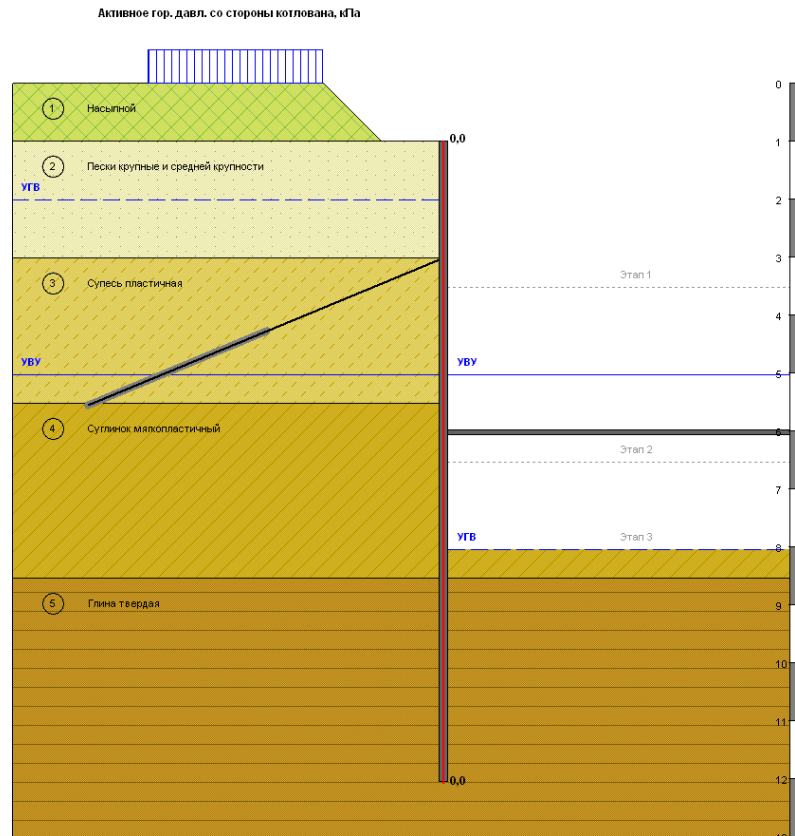 Активное гор. давл. со стороны котлована, кПа
0
1 Насыпной
0,0
1
2 Пески крупные и средней крупности
УГВ
2
3
Этап 1
3 Супесь пластичная
4
УВУ УВУ
5
4 Суглинок мягкопластичный
6
Этап 2
7
УГВ Этап 3
8
5 Глина твердая
9
10
11
0,0
12